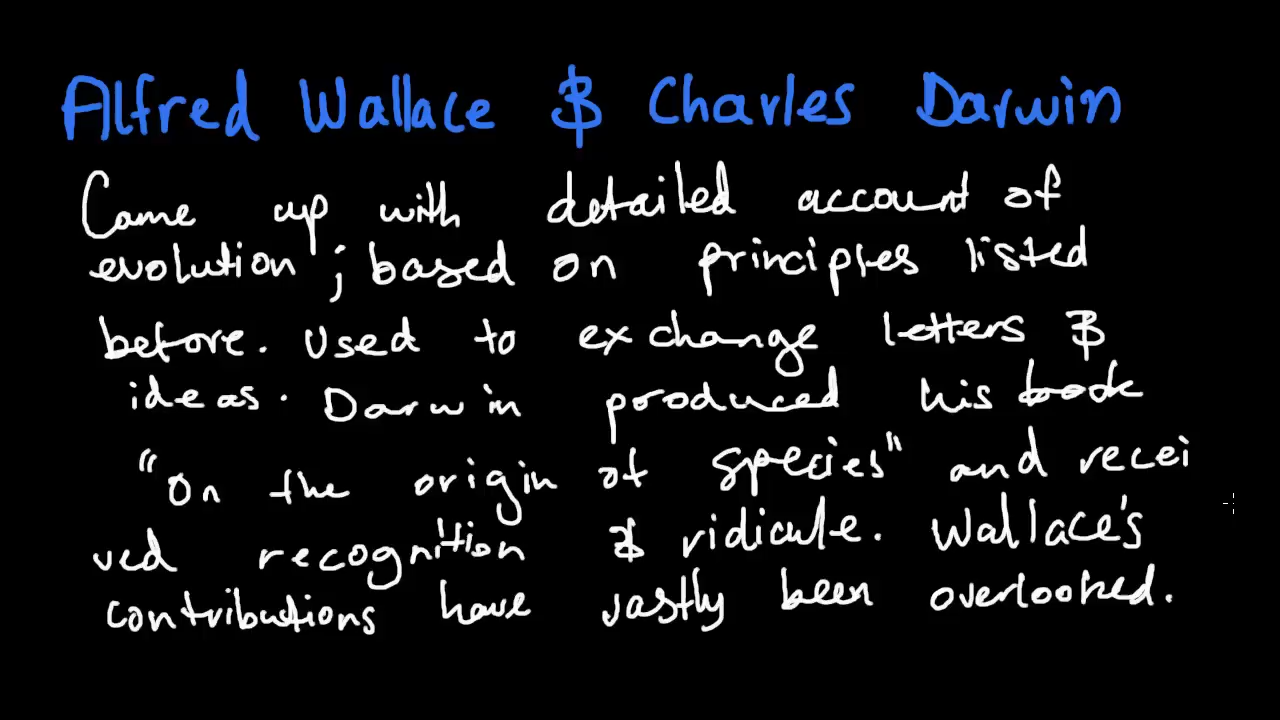 Alfred Wallace & Charles Darwin
Came up with detailed account of
evolution; based on principles listed
before. Used to exchange letters &
ideas. Darwin produced his book
"On the origin of species" and recei
ved recognition & ridicule. Wallace's
contributions have vastly been overlooked.